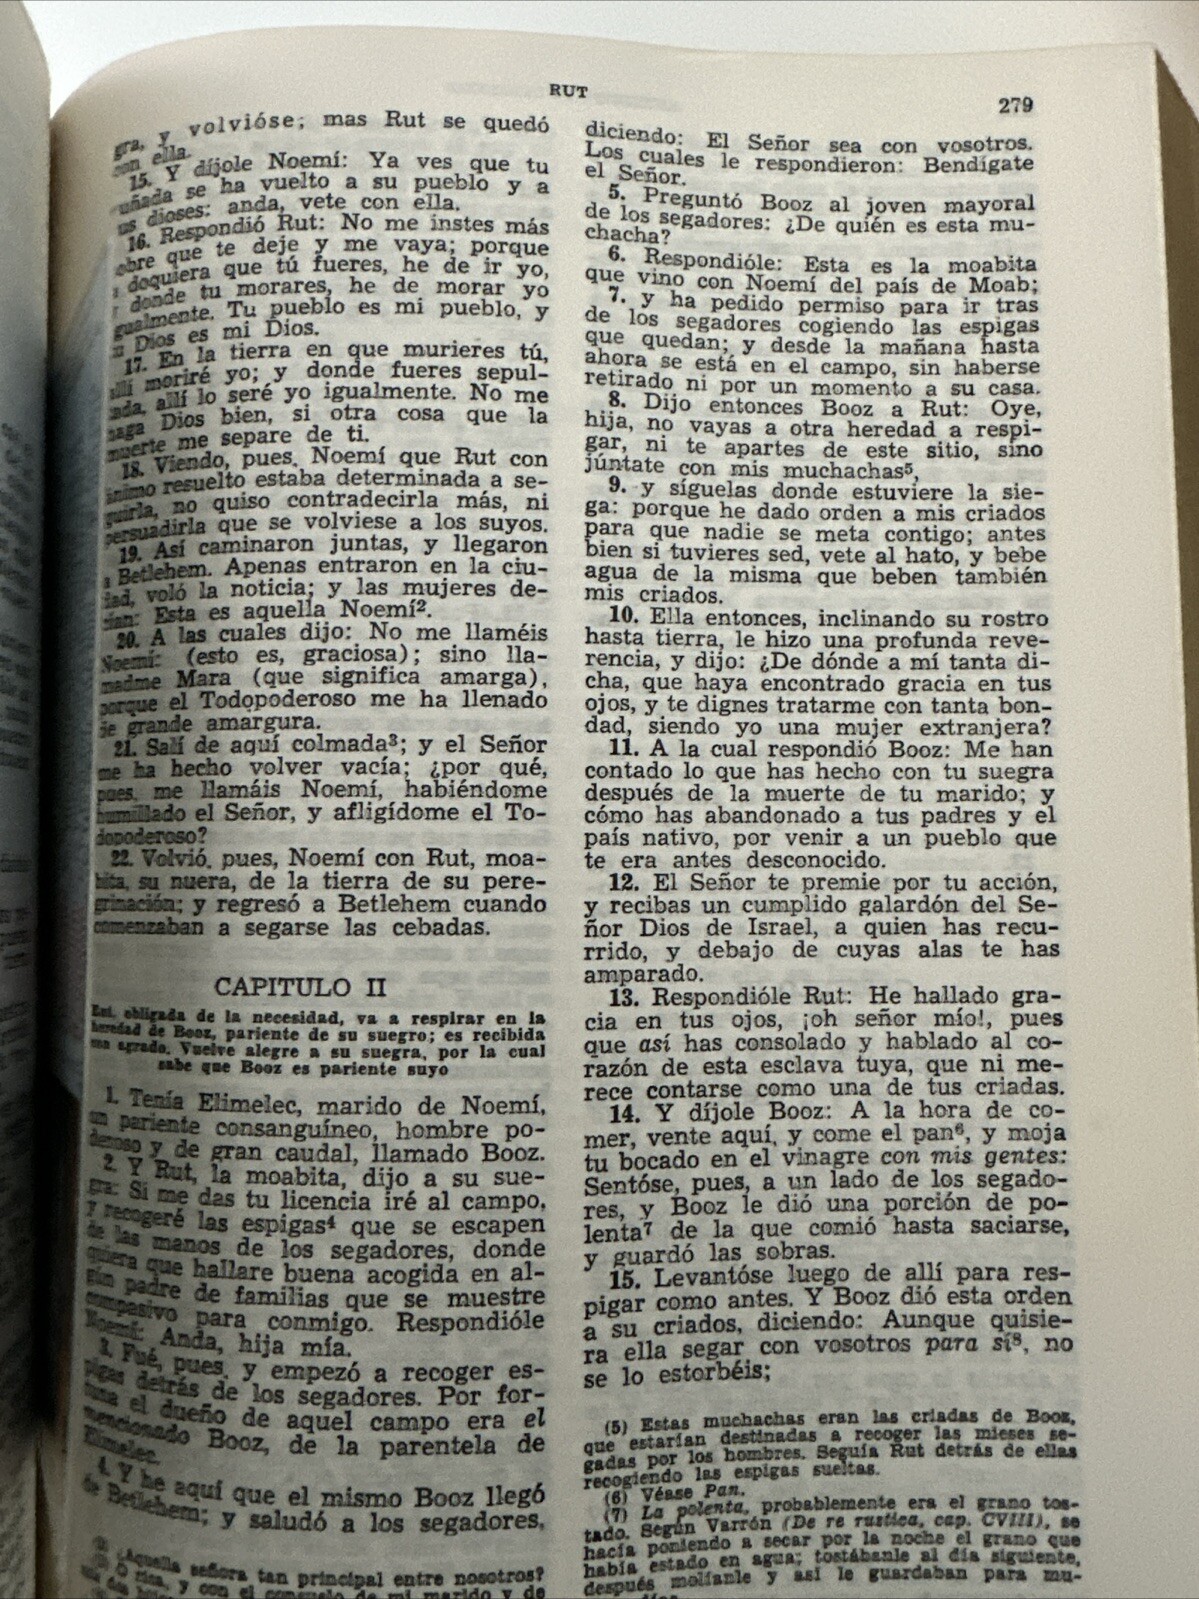 RUT
279
gra, y volvióse; mas Rut se quedó
con ella.
15. Y díjole Noemí: Ya ves que tu
uñada se ha vuelto a su pueblo y a
us dioses: anda, vete con ella.
16. Respondió Rut: No me instes más
obre que te deje y me vaya; porque
a doquiera que tú fueres, he de ir yo,
donde tu morares, he de morar yo
gualmente. Tu pueblo es mi pueblo, y
Dios es mi Dios.
17. En la tierra en que murieres tú,
allí moriré yo; y donde fueres sepul-
ada, allí lo seré yo igualmente. No me
haga Dios bien, si otra cosa que la
muerte me separe de ti.
18. Viendo, pues, Noemí que Rut con
ánimo resuelto estaba determinada a se-
guirla, no quiso contradecirla más, ni
persuadirla que se volviese a los suyos.
19. Así caminaron juntas, y llegaron
a Betlehem. Apenas entraron en la ciu-
dad, voló la noticia; y las mujeres de-
cían: Esta es aquella Noemí².
20. A las cuales dijo: No me llaméis
Noemí: (esto es, graciosa); sino lla-
madme Mara (que significa amarga),
porque el Todopoderoso me ha llenado
de grande amargura.
21. Salí de aquí colmada³; y el Señor
me ha hecho volver vacía; ¿por qué,
pues, me llamáis Noemí, habiéndome
humillado el Señor, y afligídome el To-
dopoderoso?
22. Volvió, pues, Noemí con Rut, moa-
bita, su nuera, de la tierra de su pere-
grinación; y regresó a Betlehem cuando
comenzaban a segarse las cebadas.
CAPITULO II
Rut, obligada de la necesidad, va a respirar en la
heredad de Booz, pariente de su suegro; es recibida
con agrado. Vuelve alegre a su suegra, por la cual
sabe que Booz es pariente suyo
1. Tenía Elimelec, marido de Noemí,
un pariente consanguíneo, hombre po-
deroso y de gran caudal, llamado Booz.
2. Y Rut, la moabita, dijo a su sue-
gra: Si me das tu licencia iré al campo,
y recogeré las espigas⁴ que se escapen
de las manos de los segadores, donde
quiera que hallare buena acogida en al-
gún padre de familias que se muestre
compasivo para conmigo. Respondióle
Noemí: Anda, hija mía.
3. Fué, pues, y empezó a recoger es-
pigas detrás de los segadores. Por for-
tuna el dueño de aquel campo era el
mencionado Booz, de la parentela de
Elimelec.
4. Y he aquí que el mismo Booz llegó
de Betlehem; y saludó a los segadores,
¿Aquella señora tan principal entre nosotros?
O rica, y con el consuelo de mi marido y de
diciendo: El Señor sea con vosotros.
Los cuales le respondieron: Bendígate
el Señor.
5. Preguntó Booz al joven mayoral
de los segadores: ¿De quién es esta mu-
chacha?
6. Respondióle: Esta es la moabita
que vino con Noemí del país de Moab;
7. y ha pedido permiso para ir tras
de los segadores cogiendo las espigas
que quedan; y desde la mañana hasta
ahora se está en el campo, sin haberse
retirado ni por un momento a su casa.
8. Dijo entonces Booz a Rut: Oye,
hija, no vayas a otra heredad a respi-
gar, ni te apartes de este sitio, sino
júntate con mis muchachas⁵,
9. y síguelas donde estuviere la sie-
ga: porque he dado orden a mis criados
para que nadie se meta contigo; antes
bien si tuvieres sed, vete al hato, y bebe
agua de la misma que beben también
mis criados.
10. Ella entonces, inclinando su rostro
hasta tierra, le hizo una profunda reve-
rencia, y dijo: ¿De dónde a mí tanta di-
cha, que haya encontrado gracia en tus
ojos, y te dignes tratarme con tanta bon-
dad, siendo yo una mujer extranjera?
11. A la cual respondió Booz: Me han
contado lo que has hecho con tu suegra
después de la muerte de tu marido; y
cómo has abandonado a tus padres y el
país nativo, por venir a un pueblo que
te era antes desconocido.
12. El Señor te premie por tu acción,
y recibas un cumplido galardón del Se-
ñor Dios de Israel, a quien has recu-
rrido, y debajo de cuyas alas te has
amparado.
13. Respondióle Rut: He hallado gra-
cia en tus ojos, ¡oh señor mío!, pues
que así has consolado y hablado al co-
razón de esta esclava tuya, que ni me-
rece contarse como una de tus criadas.
14. Y díjole Booz: A la hora de co-
mer, vente aquí, y come el pan⁶, y moja
tu bocado en el vinagre con mis gentes:
Sentóse, pues, a un lado de los segado-
res, y Booz le dió una porción de po-
lenta⁷ de la que comió hasta saciarse,
y guardó las sobras.
15. Levantóse luego de allí para res-
pigar como antes. Y Booz dió esta orden
a su criados, diciendo: Aunque quisie-
ra ella segar con vosotros para sí⁸, no
se lo estorbéis;
(5) Estas muchachas eran las criadas de Booz,
que estarían destinadas a recoger las mieses se-
gadas por los hombres. Seguía Rut detrás de ellas
recogiendo las espigas sueltas.
(6) Véase Pan.
(7) La polenta, probablemente era el grano tos-
tado. Según Varrón (De re rustica, cap. CVIII), se
hacía poniendo a secar por la noche el grano que
había estado en agua; tostábanle al día siguiente,
después molíanle y así le guardaban para mu-